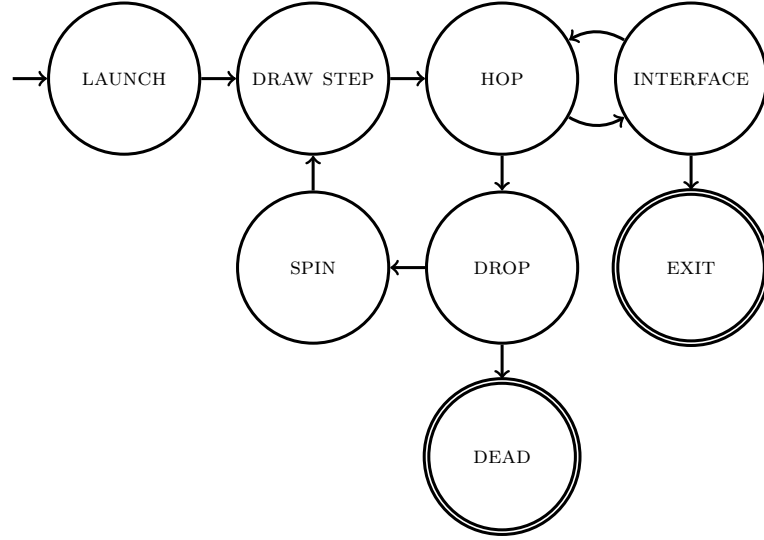 LAUNCH
DRAW STEP
HOP
INTERFACE
SPIN
DROP
EXIT
DEAD